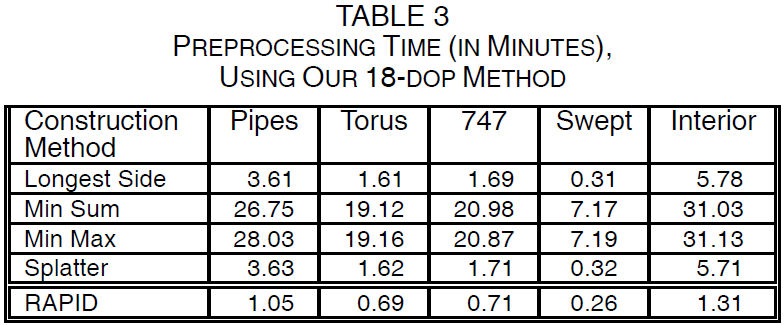 TABLE 3
PREPROCESSING TIME (IN MINUTES),
USING OUR 18-DOP METHOD
Construction Method Pipes Torus 747 Swept Interior
Longest Side 3.61 1.61 1.69 0.31 5.78
Min Sum 26.75 19.12 20.98 7.17 31.03
Min Max 28.03 19.16 20.87 7.19 31.13
Splatter 3.63 1.62 1.71 0.32 5.71
RAPID 1.05 0.69 0.71 0.26 1.31